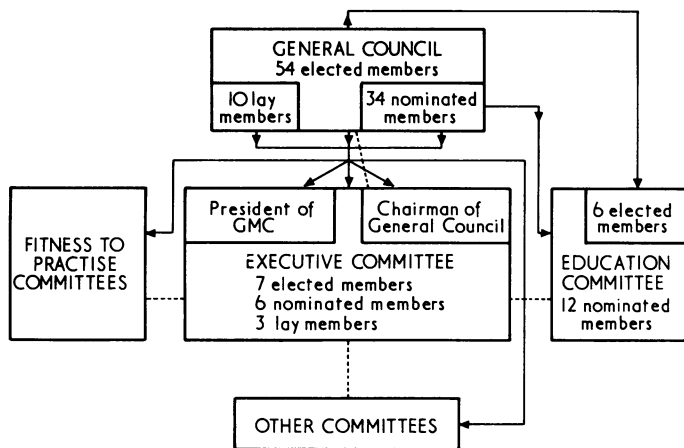 GENERAL COUNCIL
54 elected members
10 lay
members
34 nominated
members
President of
GMC
Chairman of
General Council
6 elected
members
FITNESS TO
PRACTISE
COMMITTEES
EXECUTIVE COMMITTEE
7 elected members
6 nominated members
3 lay members
EDUCATION
COMMITTEE
12 nominated
members
OTHER COMMITTEES